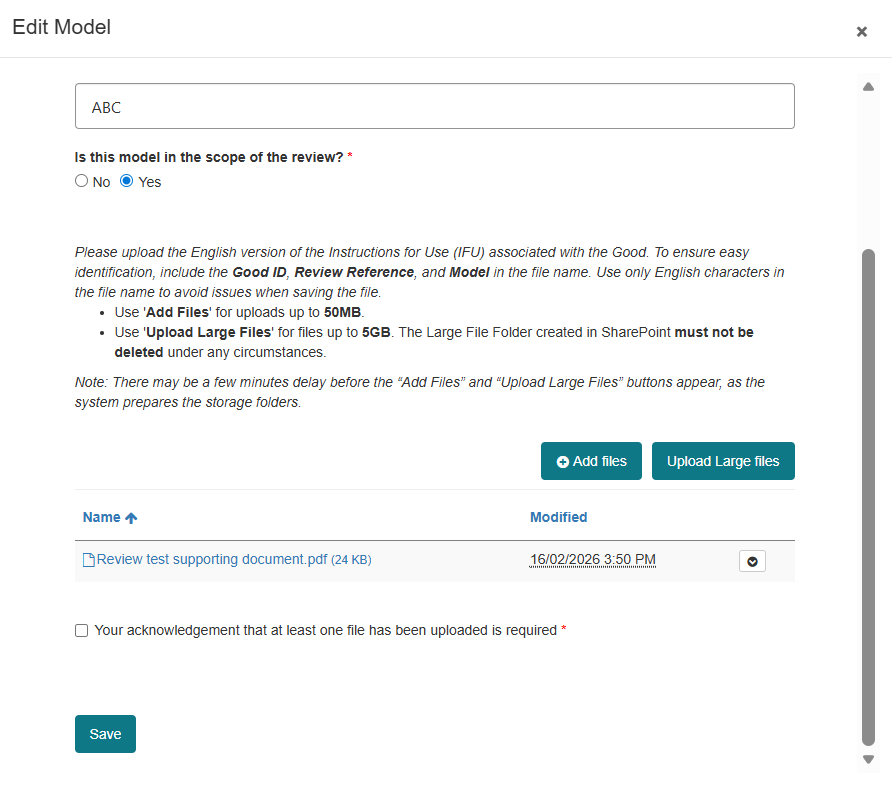 Edit Model
×
ABC
Is this model in the scope of the review? *
No Yes
Please upload the English version of the Instructions for Use (IFU) associated with the Good. To ensure easy
identification, include the Good ID, Review Reference, and Model in the file name. Use only English characters in
the file name to avoid issues when saving the file.
• Use 'Add Files' for uploads up to 50MB.
• Use 'Upload Large Files' for files up to 5GB. The Large File Folder created in SharePoint must not be
deleted under any circumstances.
Note: There may be a few minutes delay before the “Add Files” and “Upload Large Files” buttons appear, as the
system prepares the storage folders.
Add files Upload Large files
Name Modified
Review test supporting document.pdf (24 KB) 16/02/2026 3:50 PM
Your acknowledgement that at least one file has been uploaded is required *
Save